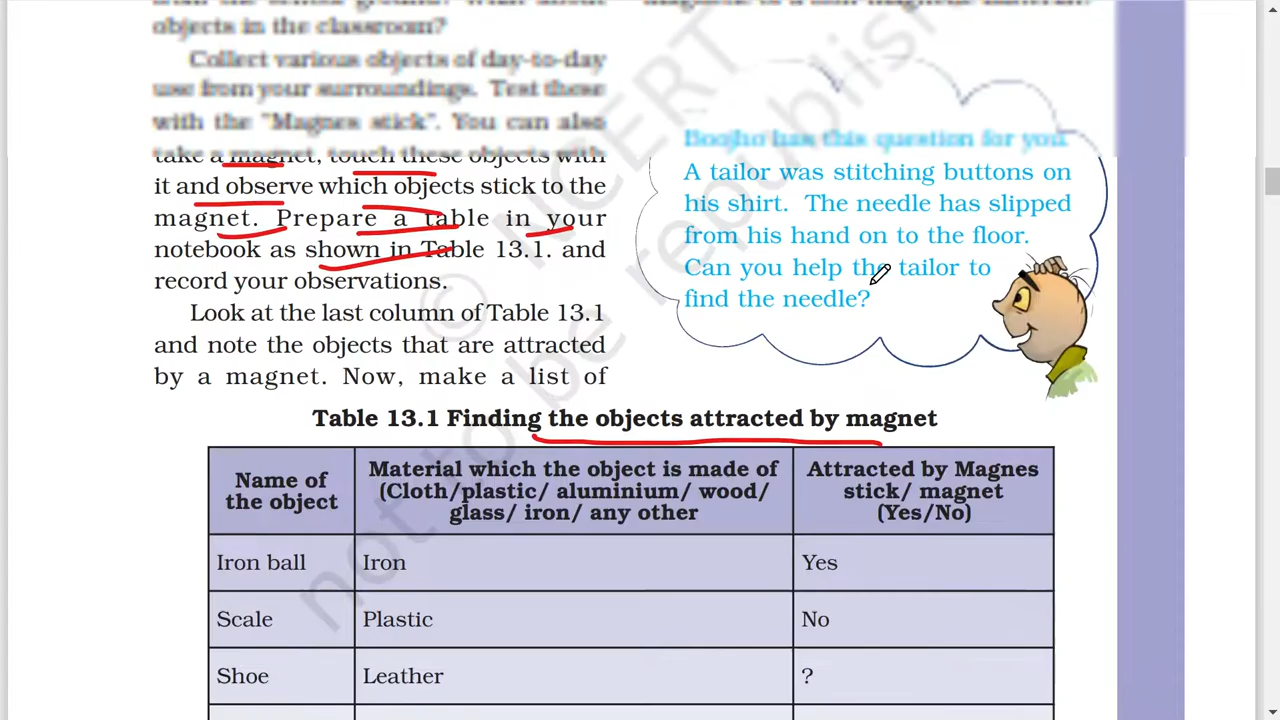 objects in the classroom?
Collect various objects of day-to-day
use from your surroundings. Test these
with the "Magnes stick". You can also
take a magnet, touch these objects with
it and observe which objects stick to the
magnet. Prepare a table in your
notebook as shown in Table 13.1. and
record your observations.
Look at the last column of Table 13.1
and note the objects that are attracted
by a magnet. Now, make a list of
Boojho has this question for you
A tailor was stitching buttons on
his shirt. The needle has slipped
from his hand on to the floor.
Can you help the tailor to
find the needle?
Table 13.1 Finding the objects attracted by magnet
Name of
the object
Material which the object is made of
(Cloth/plastic/ aluminium/ wood/
glass/ iron/ any other
Attracted by Magnes
stick/ magnet
(Yes/No)
Iron ball
Iron
Yes
Scale
Plastic
No
Shoe
Leather
?
© NCERT
not to be republish